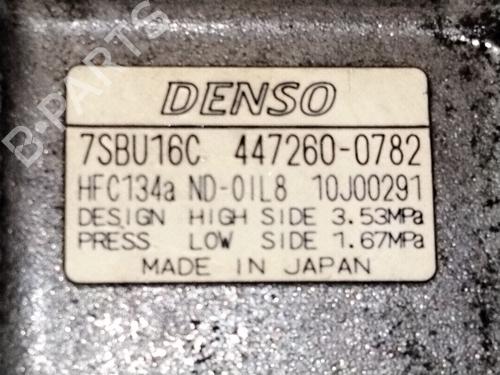 B-PARTS
DENSO
7SBU16C 447260-0782
HFC134a ND-OIL8 10J00291
DESIGN HIGH SIDE 3.53MPa
PRESS LOW SIDE 1.67MPa
MADE IN JAPAN